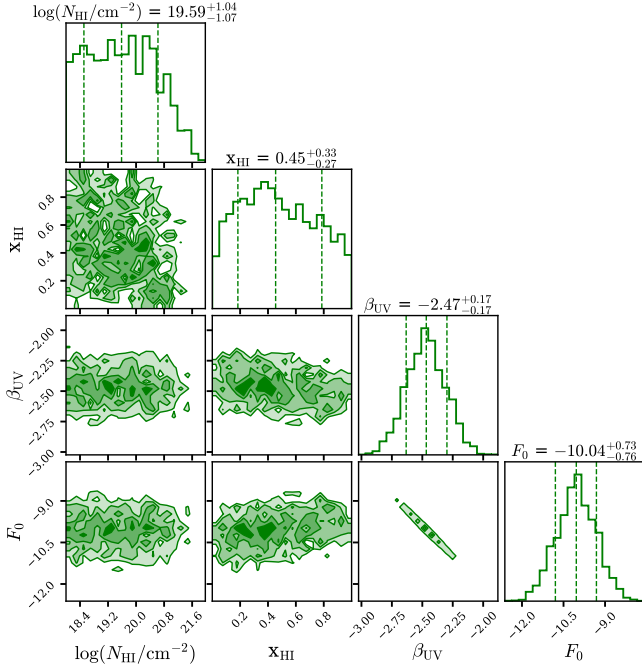 log(N_HI/cm⁻²) = 19.59 +1.04 −1.07
x_HI = 0.45 +0.33 −0.27
x_HI
0.8
0.6
0.4
0.2
β_UV = −2.47 +0.17 −0.17
β_UV
−2.00
−2.25
−2.50
−2.75
−3.00
F₀ = −10.04 +0.73 −0.76
F₀
−9.0
−10.5
−12.0
18.4 19.2 20.0 20.8 21.6
0.2 0.4 0.6 0.8
−3.00 −2.75 −2.50 −2.25 −2.00
−12.0 −10.5 −9.0
log(N_HI/cm⁻²) x_HI β_UV F₀